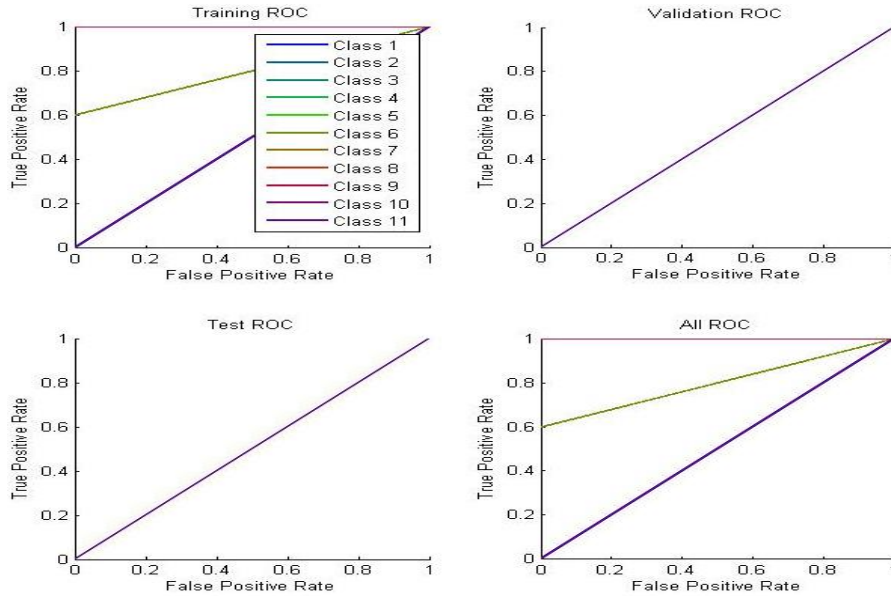 Training ROC
True Positive Rate
1
0.8
0.6
0.4
0.2
0
0 0.2 0.4 0.6 0.8 1
False Positive Rate
Class 1
Class 2
Class 3
Class 4
Class 5
Class 6
Class 7
Class 8
Class 9
Class 10
Class 11
Validation ROC
True Positive Rate
1
0.8
0.6
0.4
0.2
0
0 0.2 0.4 0.6 0.8 1
False Positive Rate
Test ROC
True Positive Rate
1
0.8
0.6
0.4
0.2
0
0 0.2 0.4 0.6 0.8 1
False Positive Rate
All ROC
True Positive Rate
1
0.8
0.6
0.4
0.2
0
0 0.2 0.4 0.6 0.8 1
False Positive Rate